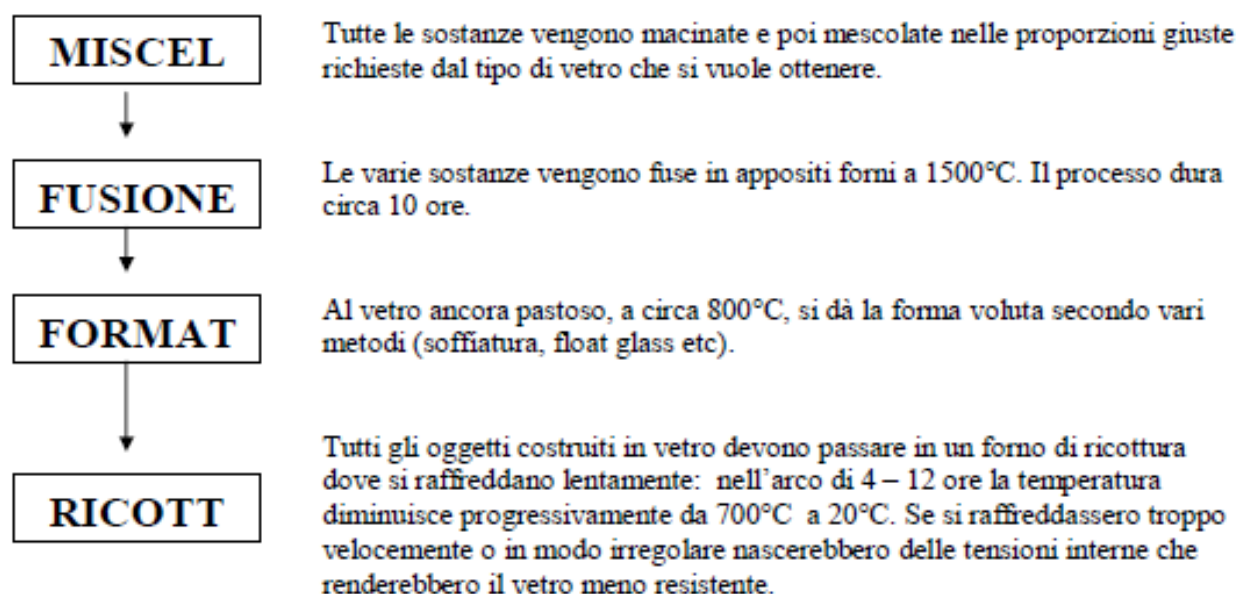 MISCEL
Tutte le sostanze vengono macinate e poi mescolate nelle proporzioni giuste
richieste dal tipo di vetro che si vuole ottenere.
FUSIONE
Le varie sostanze vengono fuse in appositi forni a 1500°C. Il processo dura
circa 10 ore.
FORMAT
Al vetro ancora pastoso, a circa 800°C, si dà la forma voluta secondo vari
metodi (soffiatura, float glass etc).
RICOTT
Tutti gli oggetti costruiti in vetro devono passare in un forno di ricottura
dove si raffreddano lentamente:  nell'arco di 4 – 12 ore la temperatura
diminuisce progressivamente da 700°C  a 20°C. Se si raffreddassero troppo
velocemente o in modo irregolare nascerebbero delle tensioni interne che
renderebbero il vetro meno resistente.